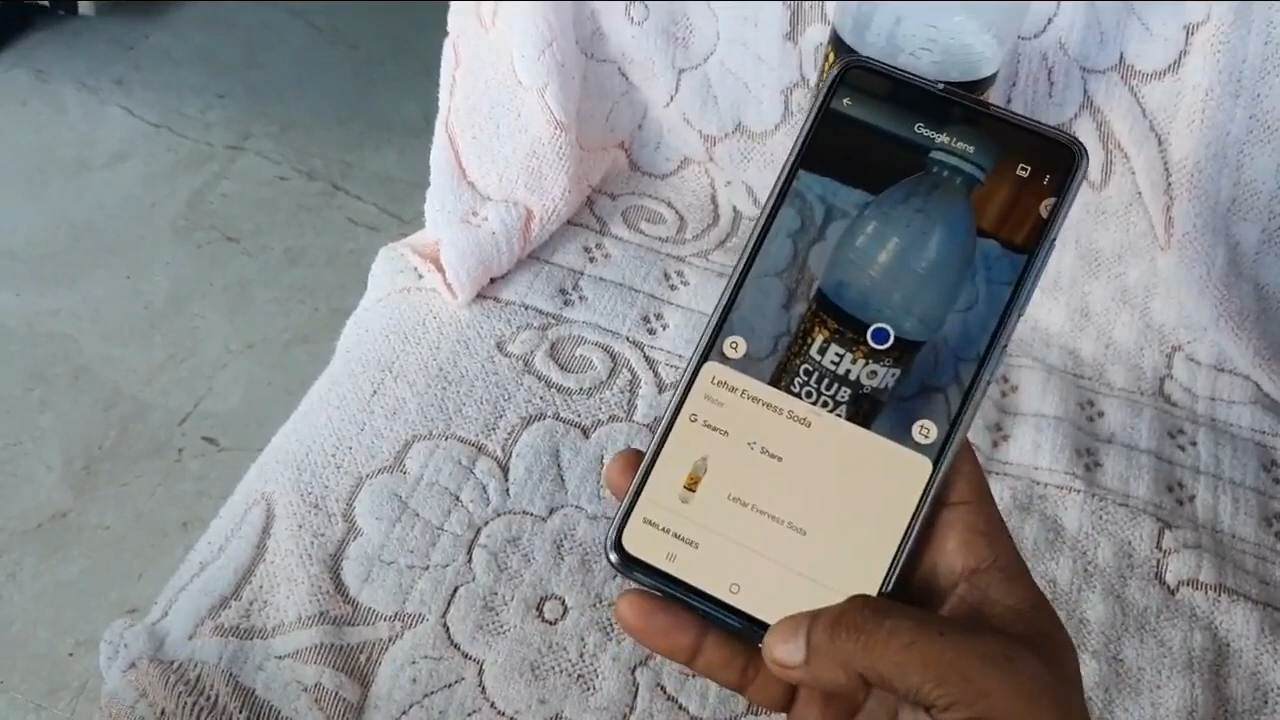 Google Lens
LEHAR
CLUB
SODA
Lehar Evervess Soda
Water
Search
Share
Lehar Evervess Soda
SIMILAR IMAGES